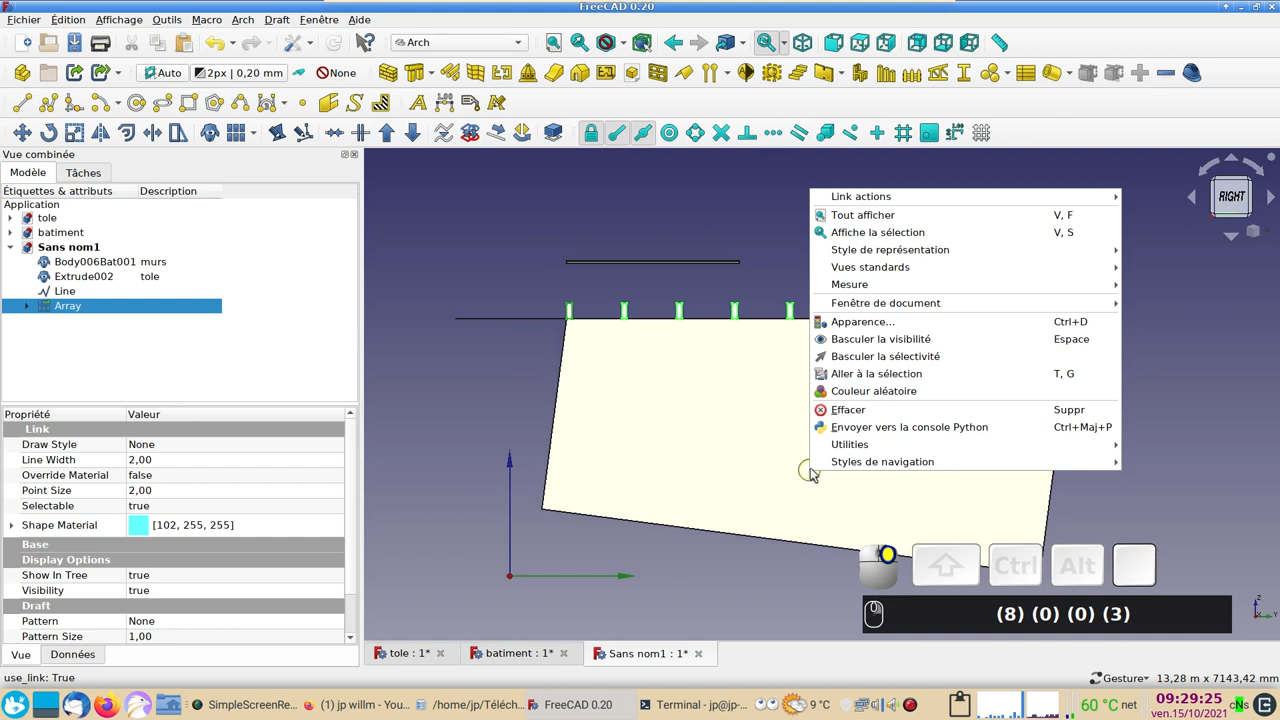 FreeCAD 0.20
Fichier Édition Affichage Outils Macro Arch Draft Fenêtre Aide
Arch
Auto 2px | 0,20 mm None
Vue combinée
Modèle Tâches
Étiquettes & attributs Description
Application
tole
batiment
Sans nom1
Body006Bat001 murs
Extrude002 tole
Line
Array
Propriété Valeur
Link
Draw Style None
Line Width 2,00
Override Material false
Point Size 2,00
Selectable true
Shape Material [102, 255, 255]
Base
Display Options
Show In Tree true
Visibility true
Draft
Pattern None
Pattern Size 1,00
Vue Données
RIGHT
Link actions
Tout afficher V, F
Affiche la sélection V, S
Style de représentation
Vues standards
Mesure
Fenêtre de document
Apparence... Ctrl+D
Basculer la visibilité Espace
Basculer la sélectivité
Aller à la sélection T, G
Couleur aléatoire
Effacer Suppr
Envoyer vers la console Python Ctrl+Maj+P
Utilities
Styles de navigation
Ctrl Alt
(8) (0) (0) (3)
tole : 1* batiment : 1* Sans nom1 : 1*
use_link: True Gesture 13,28 m x 7143,42 mm
SimpleScreenRe... (1) jp willm - You... /home/jp/Téléch... FreeCAD 0.20 Terminal - jp@jp-... 9 °C 60 °C net 09:29:25
ven.15/10/2021